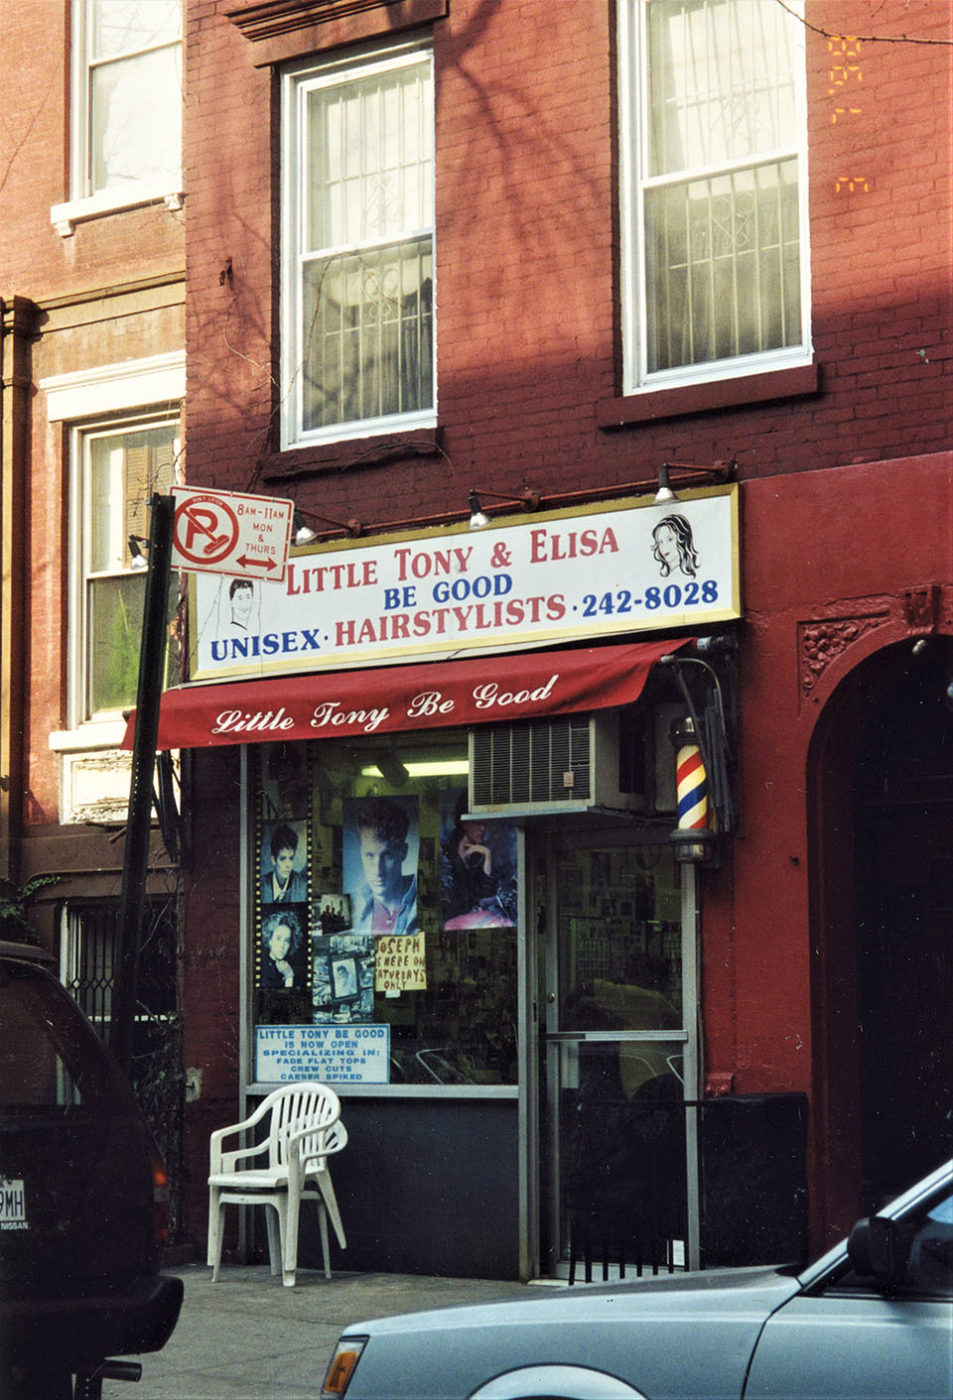 8AM-11AM
MON
&
THURS
LITTLE TONY & ELISA
BE GOOD
UNISEX · HAIRSTYLISTS · 242-8028
Little Tony Be Good
JOSEPH
IS HERE ON
SATURDAYS
ONLY
LITTLE TONY BE GOOD
IS NOW OPEN
SPECIALIZING IN:
FADE FLAT TOPS
CREW CUTS
CAESER SPIKED
9MH
NISSAN